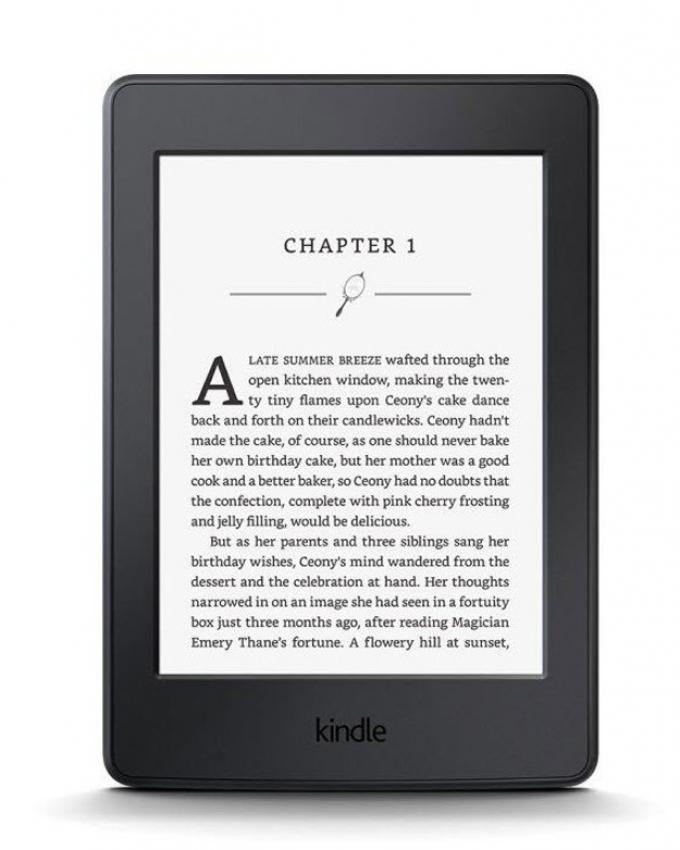 CHAPTER 1
A LATE SUMMER BREEZE wafted through the
open kitchen window, making the twen-
ty tiny flames upon Ceony's cake dance
back and forth on their candlewicks. Ceony hadn't
made the cake, of course, as one should never bake
her own birthday cake, but her mother was a good
cook and a better baker, so Ceony had no doubts that
the confection, complete with pink cherry frosting
and jelly filling, would be delicious.
But as her parents and three siblings sang her
birthday wishes, Ceony's mind wandered from the
dessert and the celebration at hand. Her thoughts
narrowed in on an image she had seen in a fortuity
box just three months ago, after reading Magician
Emery Thane's fortune. A flowery hill at sunset,
kindle